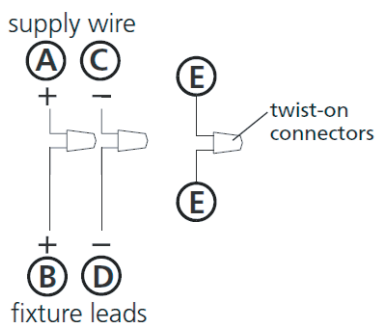 supply wire
A C
+ −
E
twist-on
connectors
E
+ −
B D
fixture leads